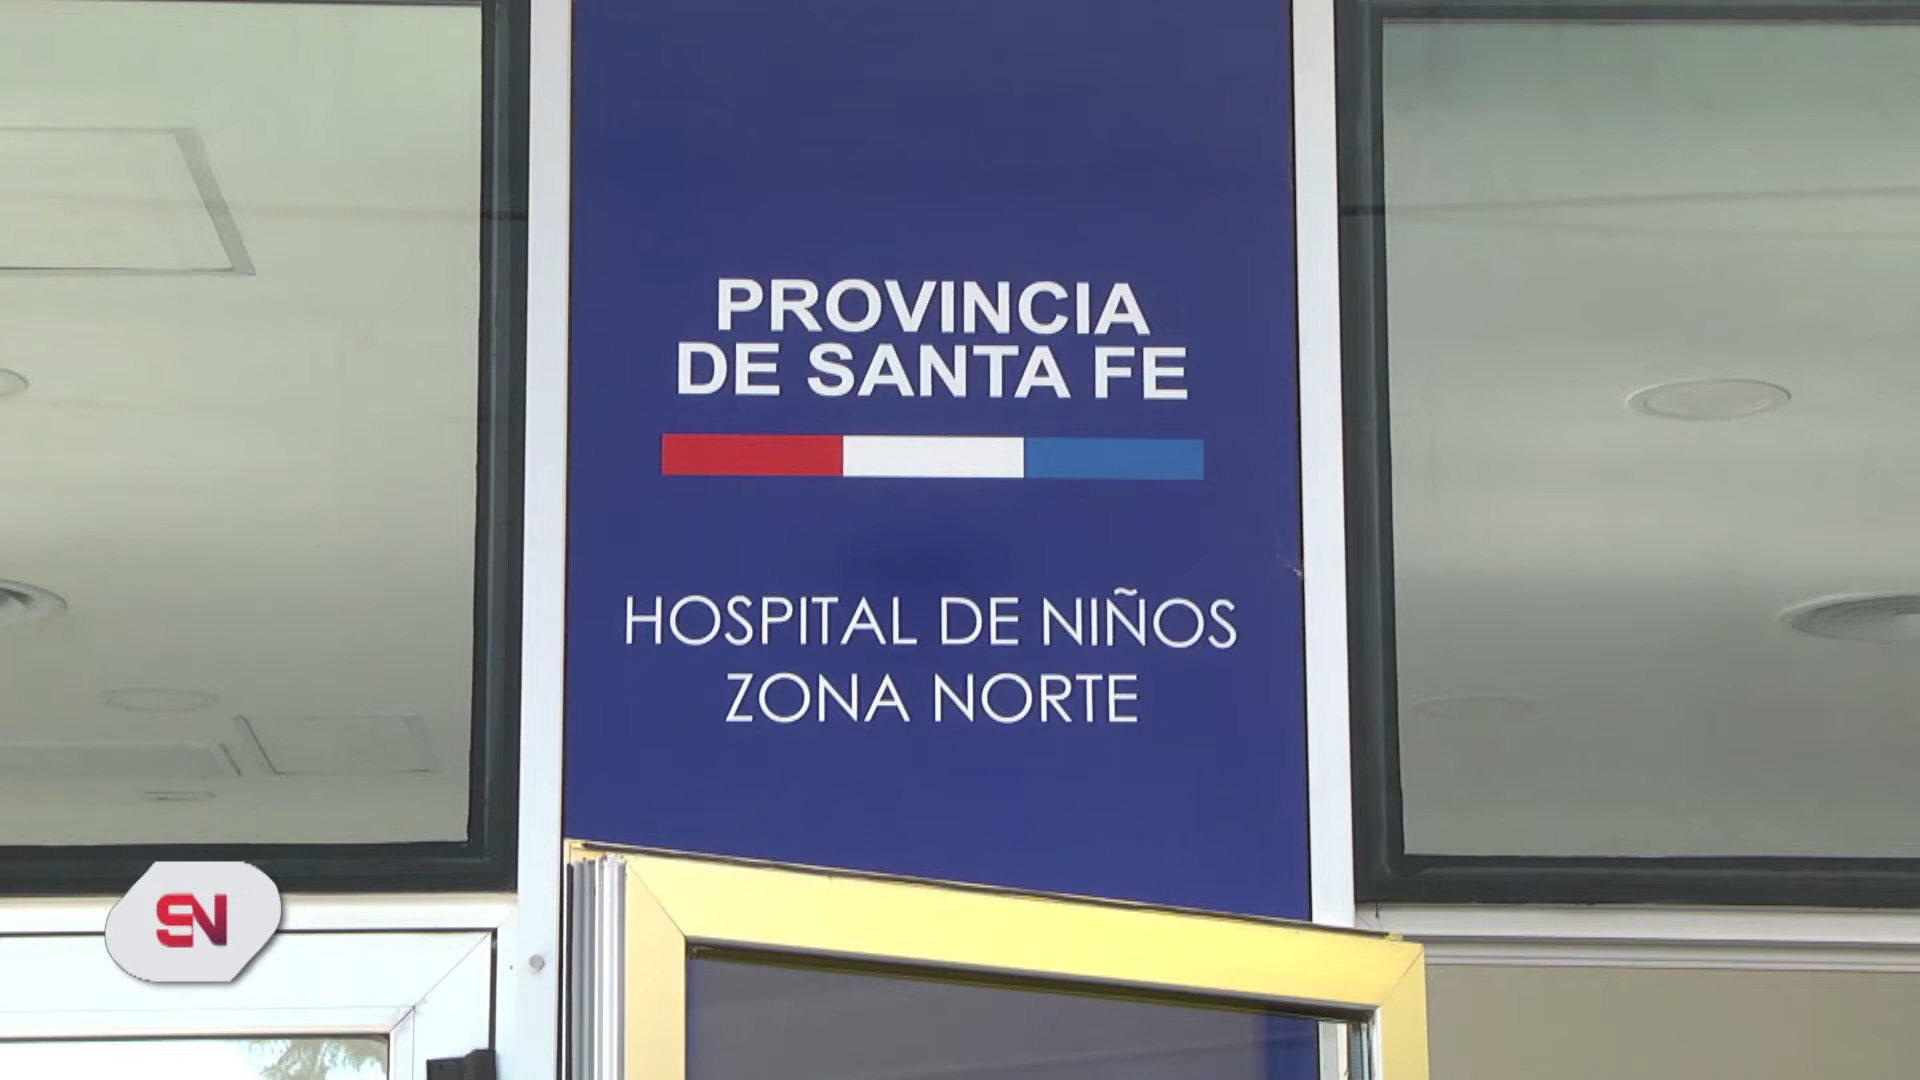 PROVINCIA
DE SANTA FE
HOSPITAL DE NIÑOS
ZONA NORTE
SN